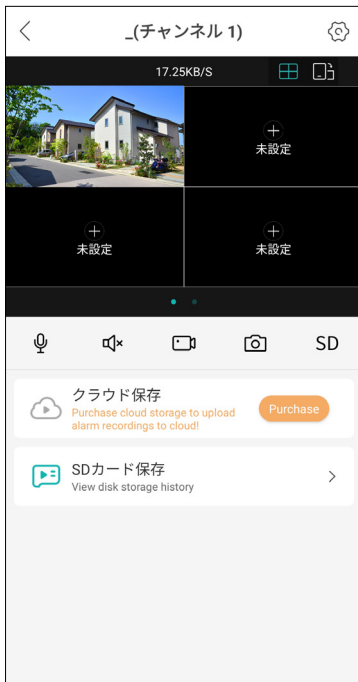 _(チャンネル 1)
17.25KB/S
未設定
未設定
未設定
SD
クラウド保存
Purchase cloud storage to upload
alarm recordings to cloud!
Purchase
SDカード保存
View disk storage history